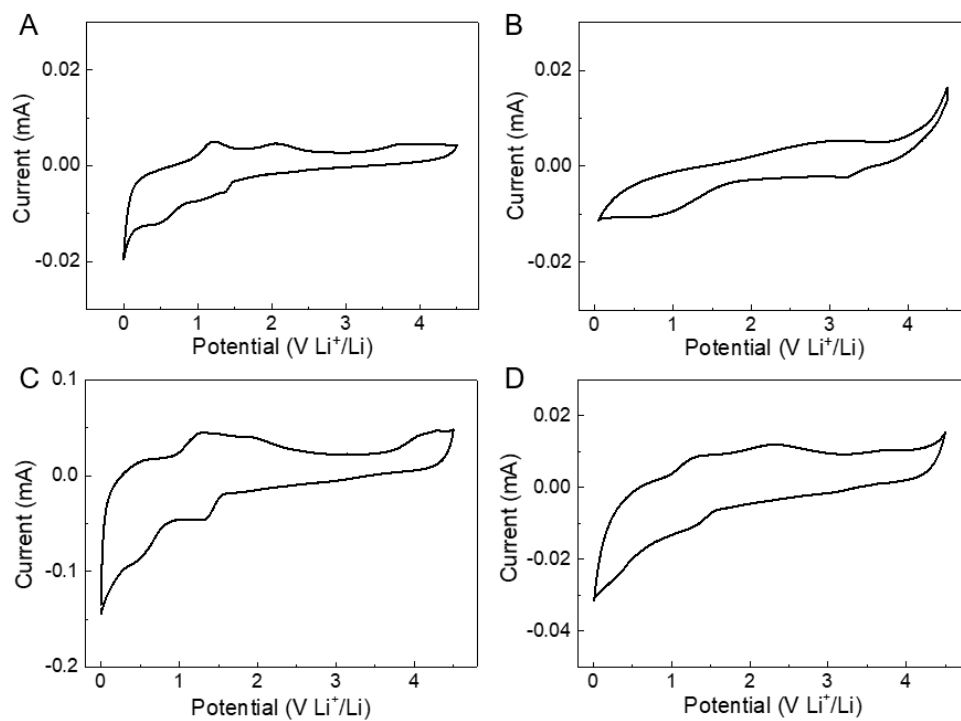 A
0.02
0.00
-0.02
Current (mA)
0 1 2 3 4
Potential (V Li⁺/Li)
B
0.02
0.00
-0.02
Current (mA)
0 1 2 3 4
Potential (V Li⁺/Li)
C
0.1
0.0
-0.1
-0.2
Current (mA)
0 1 2 3 4
Potential (V Li⁺/Li)
D
0.02
0.00
-0.02
-0.04
Current (mA)
0 1 2 3 4
Potential (V Li⁺/Li)